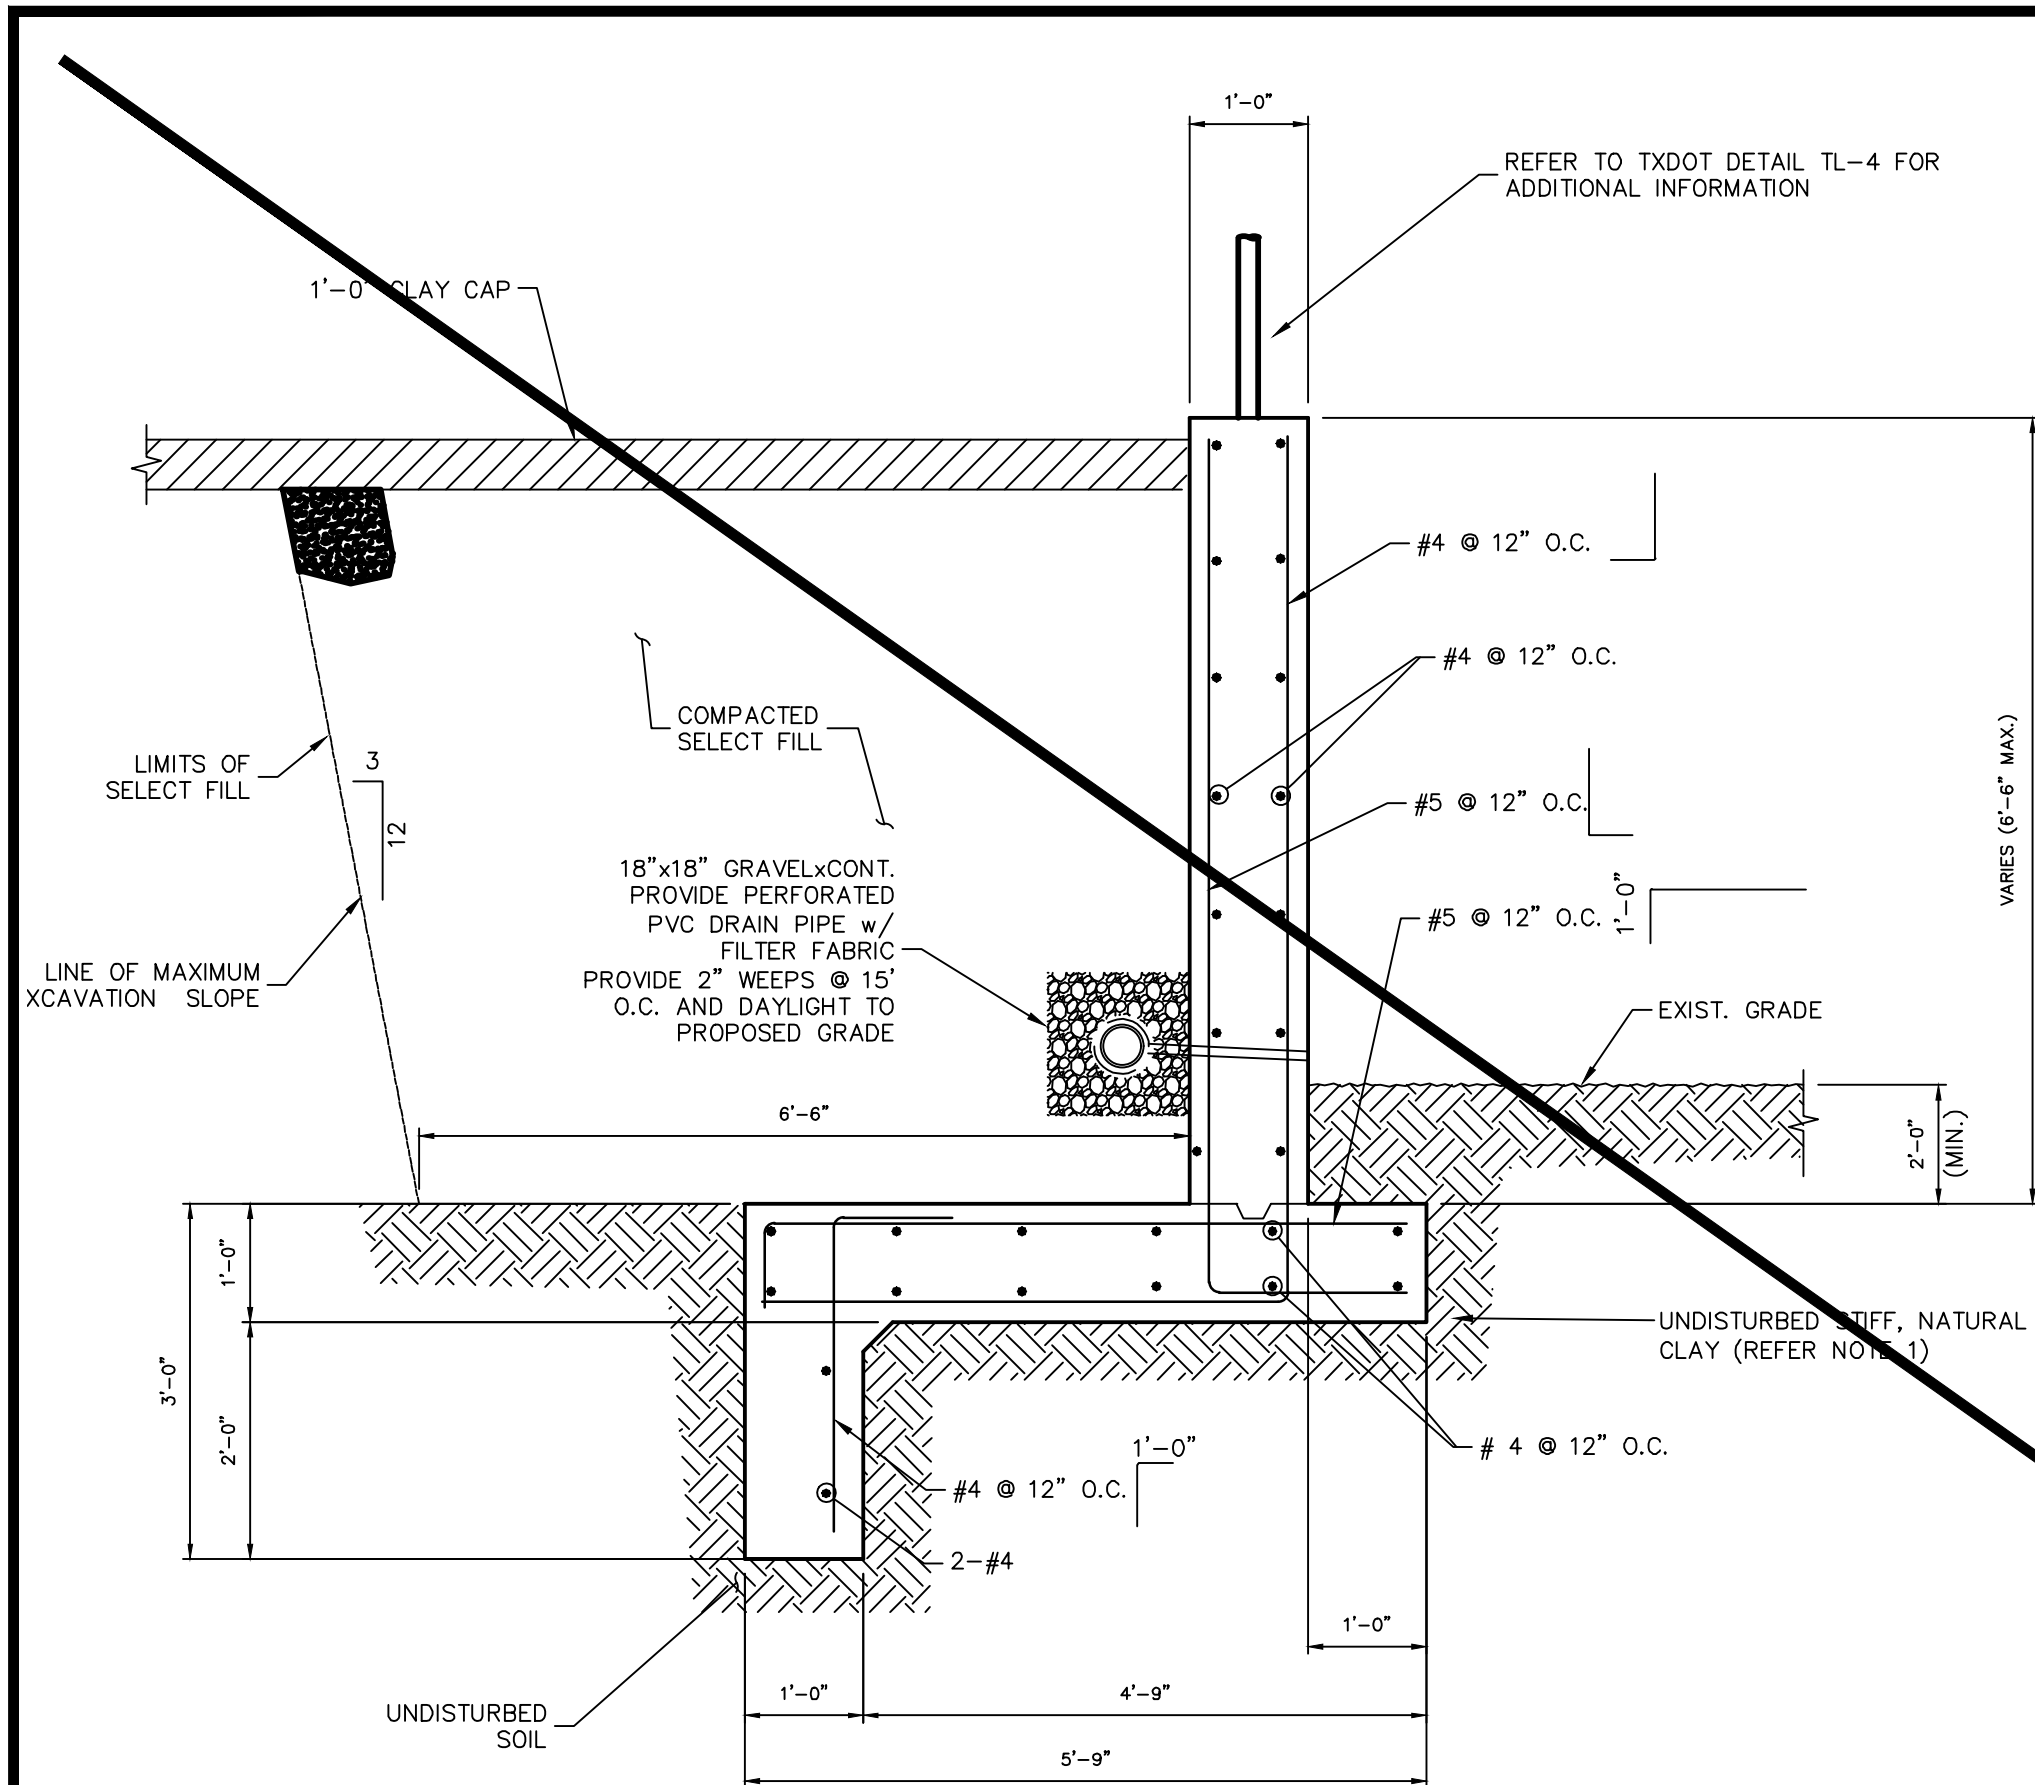 1'-0"
REFER TO TXDOT DETAIL TL-4 FOR
ADDITIONAL INFORMATION
1'-0" CLAY CAP
#4 @ 12" O.C.
#4 @ 12" O.C.
COMPACTED
SELECT FILL
LIMITS OF
SELECT FILL
3
12
VARIES (6'-6" MAX.)
#5 @ 12" O.C.
18"x18" GRAVELxCONT.
PROVIDE PERFORATED
PVC DRAIN PIPE w/
FILTER FABRIC
PROVIDE 2" WEEPS @ 15'
O.C. AND DAYLIGHT TO
PROPOSED GRADE
#5 @ 12" O.C.
1'-0"
LINE OF MAXIMUM
XCAVATION SLOPE
EXIST. GRADE
6'-6"
2'-0"
(MIN.)
1'-0"
3'-0"
2'-0"
UNDISTURBED STIFF, NATURAL
CLAY (REFER NOTE 1)
# 4 @ 12" O.C.
1'-0"
#4 @ 12" O.C.
2-#4
1'-0"
UNDISTURBED
SOIL
1'-0"
4'-9"
5'-9"